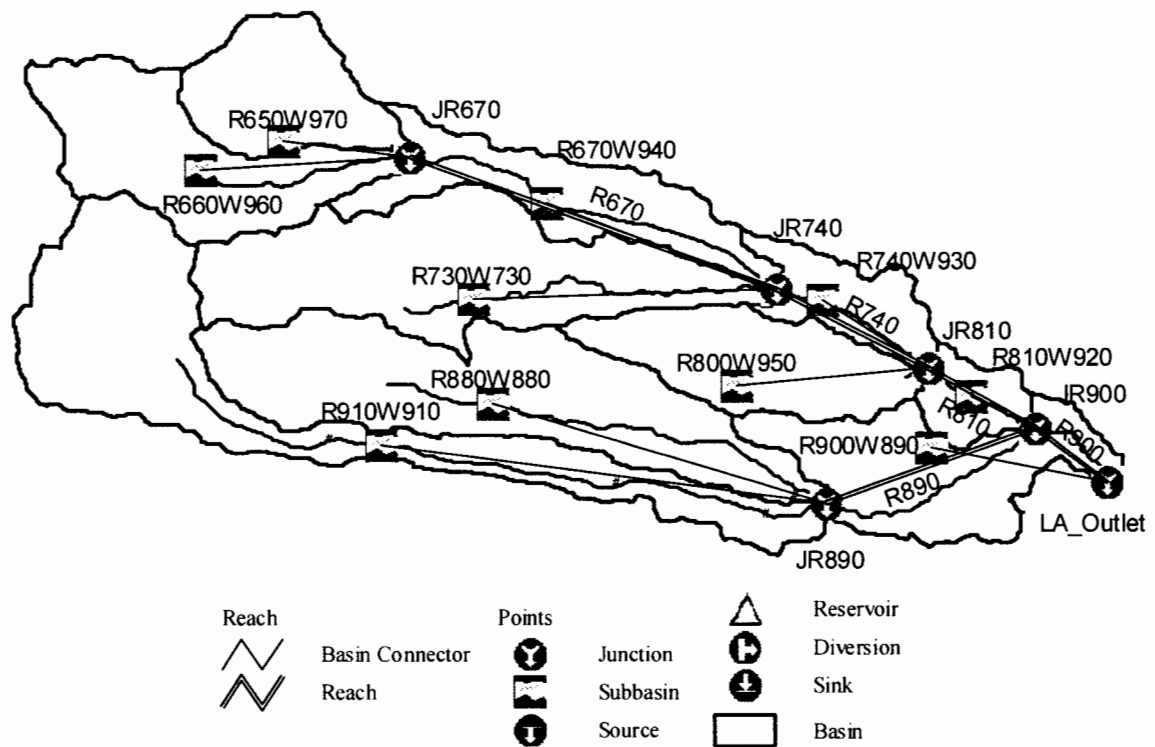 JR670
R650W970
R670W940
R660W960
R670
JR740
R740W930
R730W730
R740
JR810
R810W920
R800W950
R880W880
JR900
R910W910
R810
R900W890
R900
R890
LA_Outlet
JR890
Reach
Points
Reservoir
Basin Connector
Junction
Diversion
Reach
Subbasin
Sink
Source
Basin